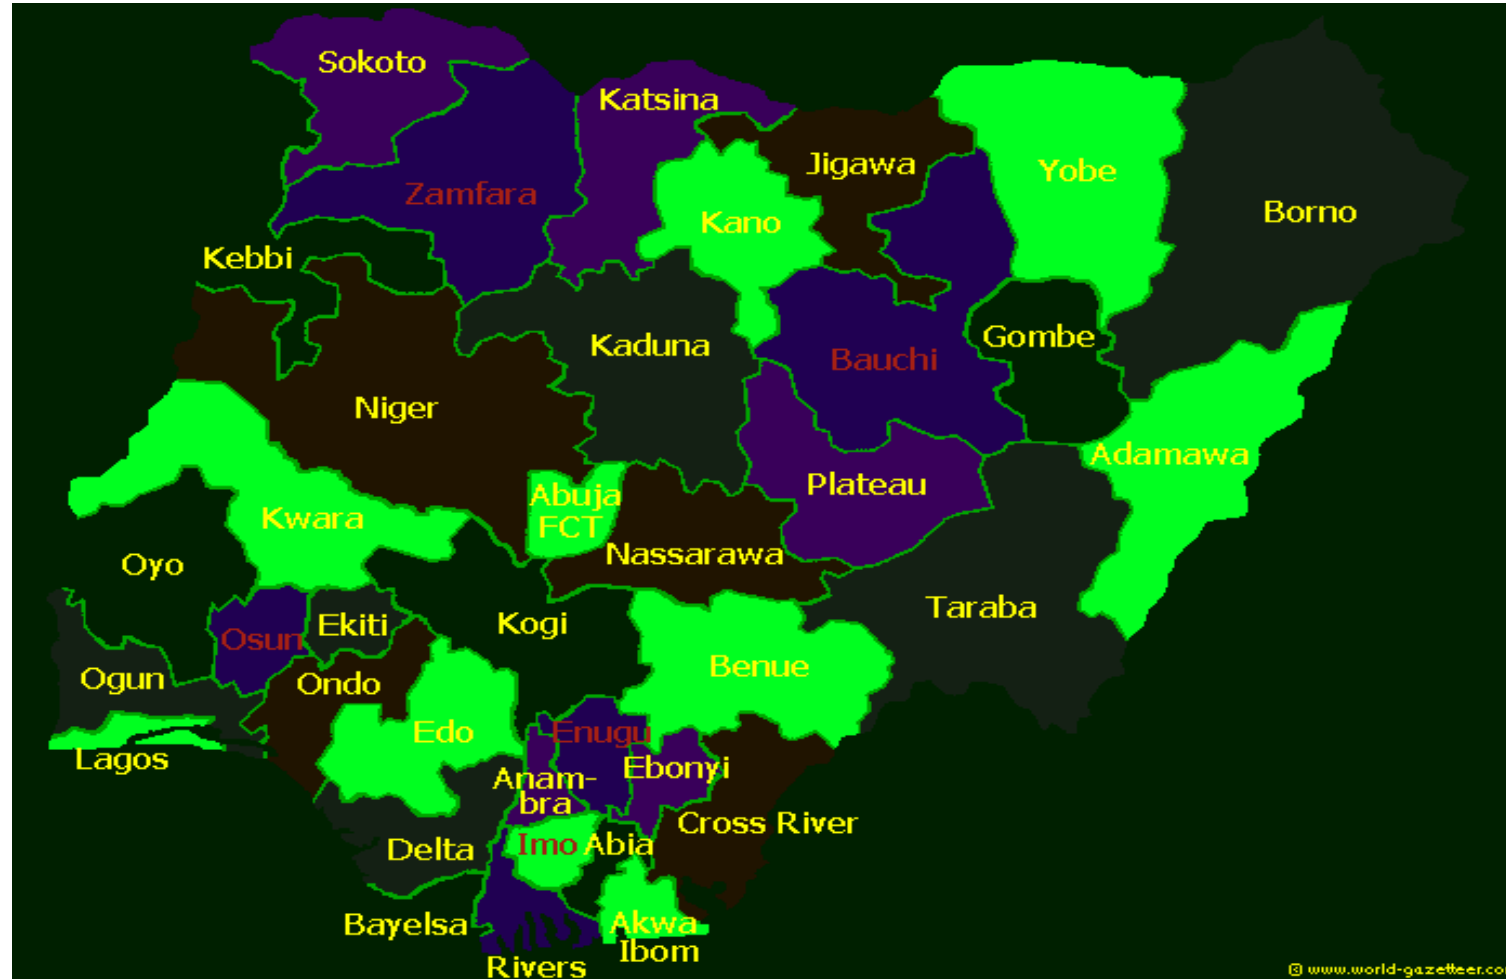 Sokoto
Katsina
Jigawa
Yobe
Zamfara
Kano
Borno
Kebbi
Kaduna
Gombe
Bauchi
Niger
Adamawa
Plateau
Abuja
FCT
Kwara
Nassarawa
Oyo
Taraba
Kogi
Ekiti
Osun
Benue
Ogun
Ondo
Edo
Enugu
Lagos
Ebonyi
Anam-
bra
Cross River
Imo
Abia
Delta
Bayelsa
Akwa
Ibom
Rivers
© www.world-gazetteer.co